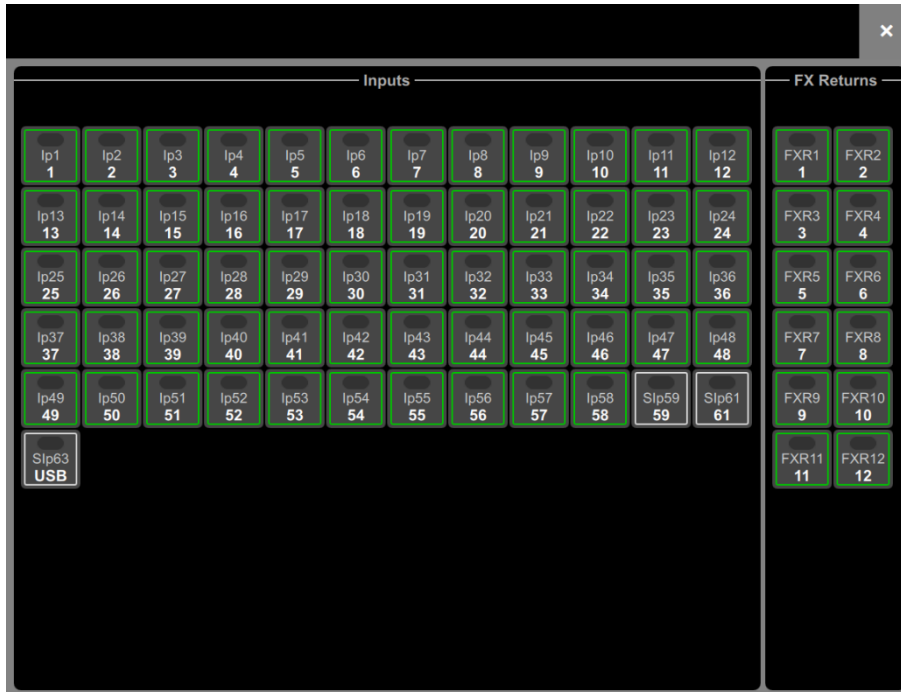 ×
Inputs
FX Returns
Ip1 Ip2 Ip3 Ip4 Ip5 Ip6 Ip7 Ip8 Ip9 Ip10 Ip11 Ip12
1 2 3 4 5 6 7 8 9 10 11 12
Ip13 Ip14 Ip15 Ip16 Ip17 Ip18 Ip19 Ip20 Ip21 Ip22 Ip23 Ip24
13 14 15 16 17 18 19 20 21 22 23 24
Ip25 Ip26 Ip27 Ip28 Ip29 Ip30 Ip31 Ip32 Ip33 Ip34 Ip35 Ip36
25 26 27 28 29 30 31 32 33 34 35 36
Ip37 Ip38 Ip39 Ip40 Ip41 Ip42 Ip43 Ip44 Ip45 Ip46 Ip47 Ip48
37 38 39 40 41 42 43 44 45 46 47 48
Ip49 Ip50 Ip51 Ip52 Ip53 Ip54 Ip55 Ip56 Ip57 Ip58 SIp59 SIp61
49 50 51 52 53 54 55 56 57 58 59 61
SIp63
USB
FXR1 FXR2
1 2
FXR3 FXR4
3 4
FXR5 FXR6
5 6
FXR7 FXR8
7 8
FXR9 FXR10
9 10
FXR11 FXR12
11 12